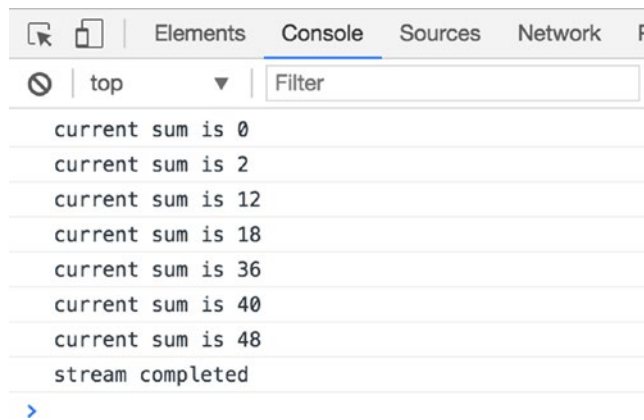 Elements Console Sources Network
top ▼ Filter
current sum is 0
current sum is 2
current sum is 12
current sum is 18
current sum is 36
current sum is 40
current sum is 48
stream completed
>